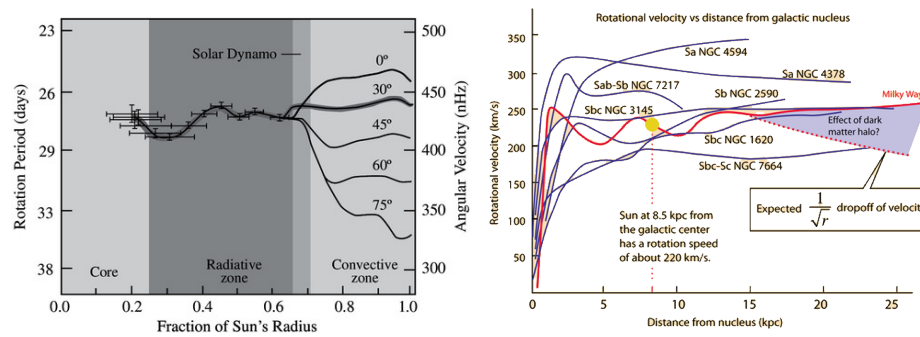 23
26
29
33
38
Rotation Period (days)
Solar Dynamo
0º
30º
45º
60º
75º
Core
Radiative
zone
Convective
zone
500
450
400
350
300
Angular Velocity (nHz)
0.0
0.2
0.4
0.6
0.8
1.0
Fraction of Sun's Radius
Rotational velocity vs distance from galactic nucleus
350
300
250
200
150
100
50
Rotational velocity (km/s)
Sa NGC 4594
Sa NGC 4378
Sab-Sb NGC 7217
Sb NGC 2590
Milky Way
Sbc NGC 3145
Effect of dark
matter halo?
Sbc NGC 1620
Sbc-Sc NGC 7664
Expected 1/√r dropoff of velocit
Sun at 8.5 kpc from
the galactic center
has a rotation speed
of about 220 km/s.
0
5
10
15
20
25
Distance from nucleus (kpc)